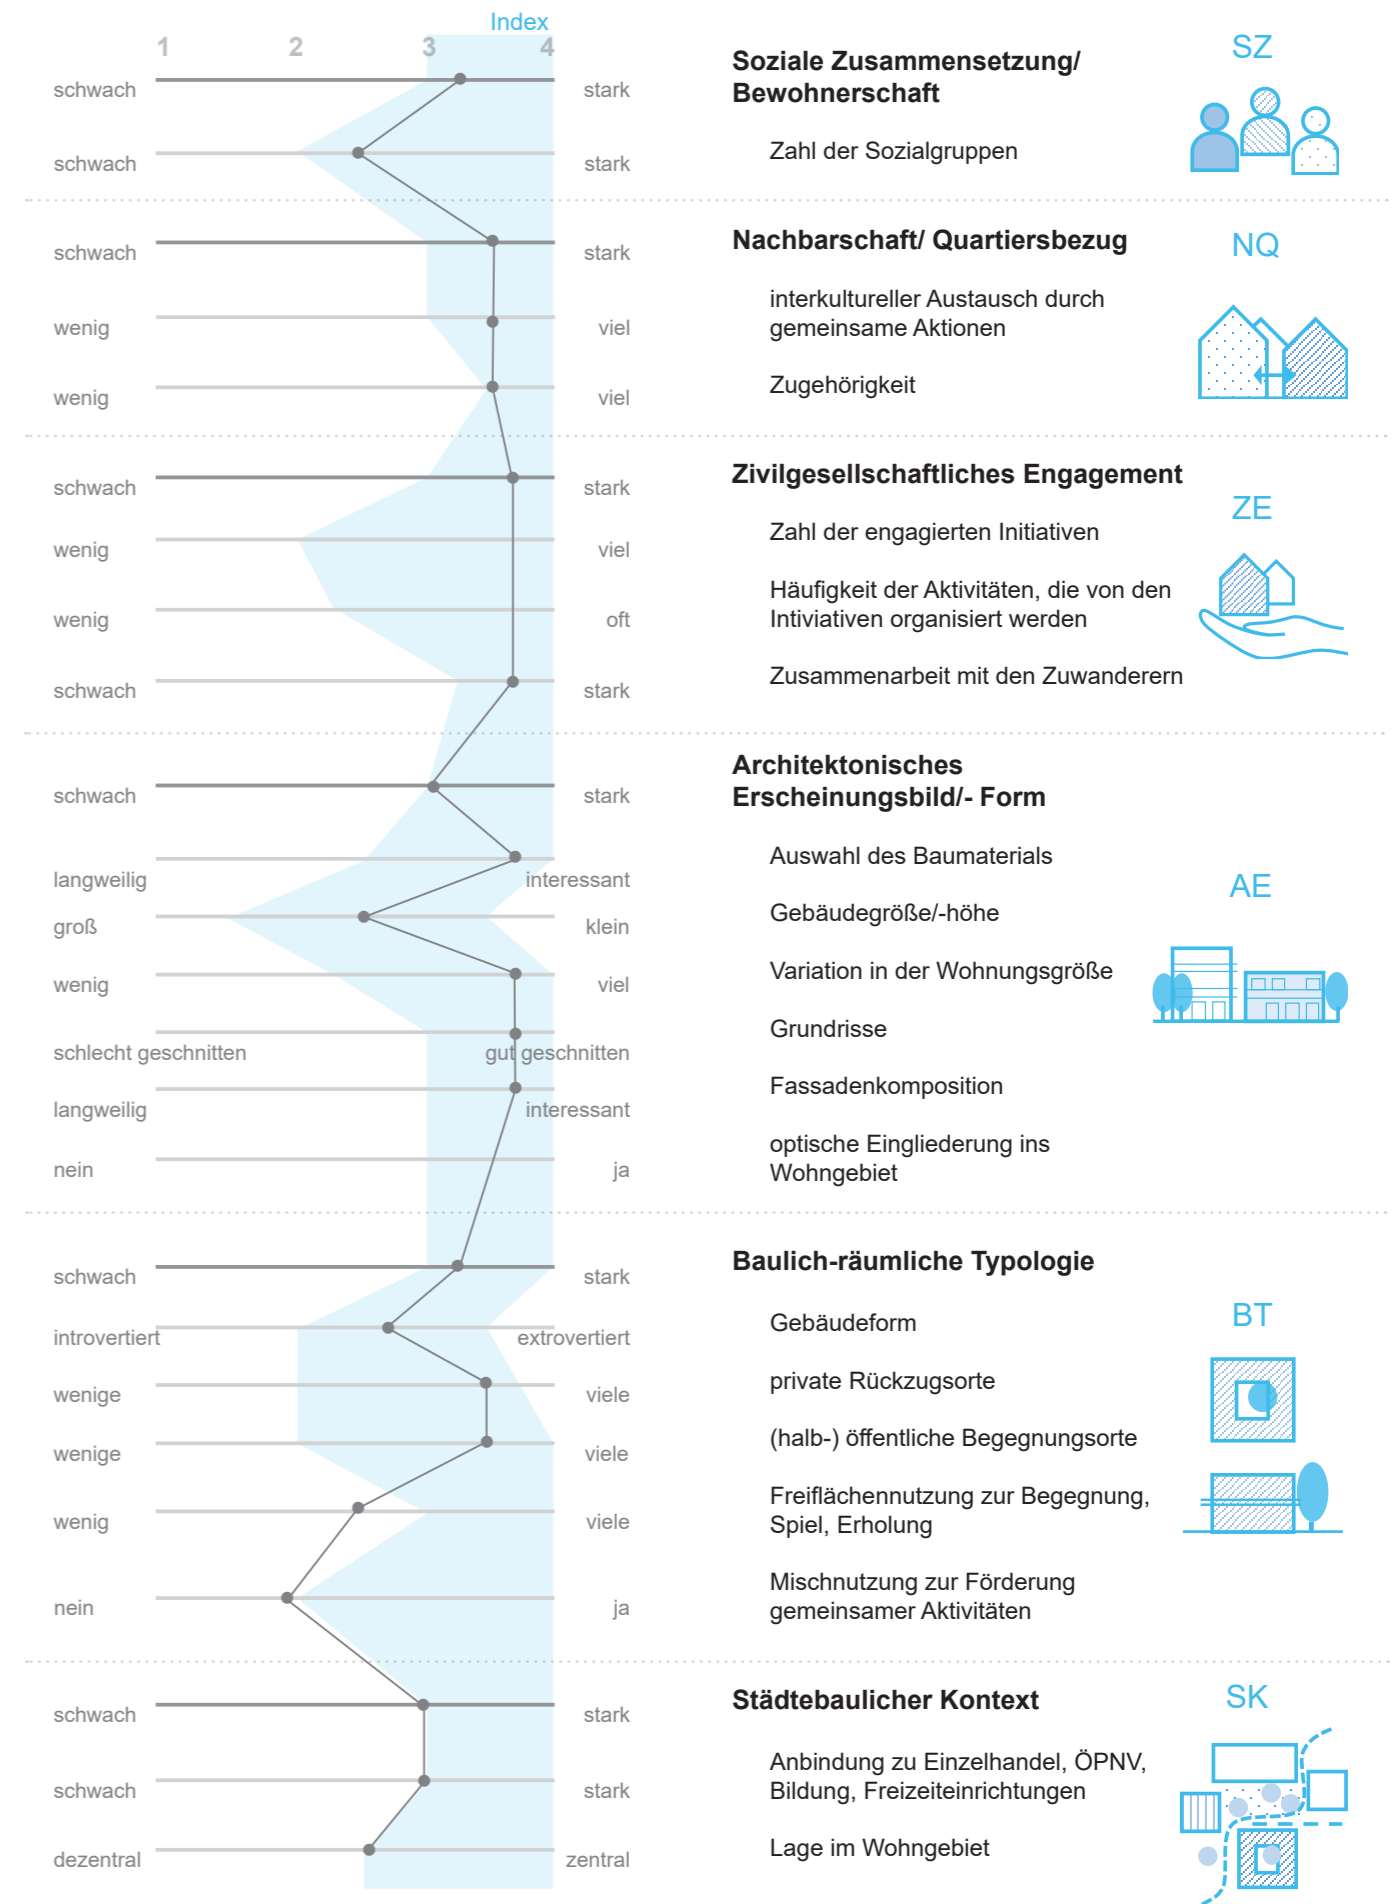 Index
1 2 3 4
schwach stark
Soziale Zusammensetzung/
Bewohnerschaft
SZ
schwach stark
Zahl der Sozialgruppen
schwach stark
Nachbarschaft/ Quartiersbezug
NQ
wenig viel
interkultureller Austausch durch
gemeinsame Aktionen
wenig viel
Zugehörigkeit
schwach stark
Zivilgesellschaftliches Engagement
ZE
wenig viel
Zahl der engagierten Initiativen
wenig oft
Häufigkeit der Aktivitäten, die von den
Intiviativen organisiert werden
schwach stark
Zusammenarbeit mit den Zuwanderern
schwach stark
Architektonisches
Erscheinungsbild/- Form
AE
langweilig interessant
Auswahl des Baumaterials
groß klein
Gebäudegröße/-höhe
wenig viel
Variation in der Wohnungsgröße
schlecht geschnitten gut geschnitten
Grundrisse
langweilig interessant
Fassadenkomposition
nein ja
optische Eingliederung ins
Wohngebiet
schwach stark
Baulich-räumliche Typologie
BT
introvertiert extrovertiert
Gebäudeform
wenige viele
private Rückzugsorte
wenige viele
(halb-) öffentliche Begegnungsorte
wenig viele
Freiflächennutzung zur Begegnung,
Spiel, Erholung
nein ja
Mischnutzung zur Förderung
gemeinsamer Aktivitäten
schwach stark
Städtebaulicher Kontext
SK
schwach stark
Anbindung zu Einzelhandel, ÖPNV,
Bildung, Freizeiteinrichtungen
dezentral zentral
Lage im Wohngebiet